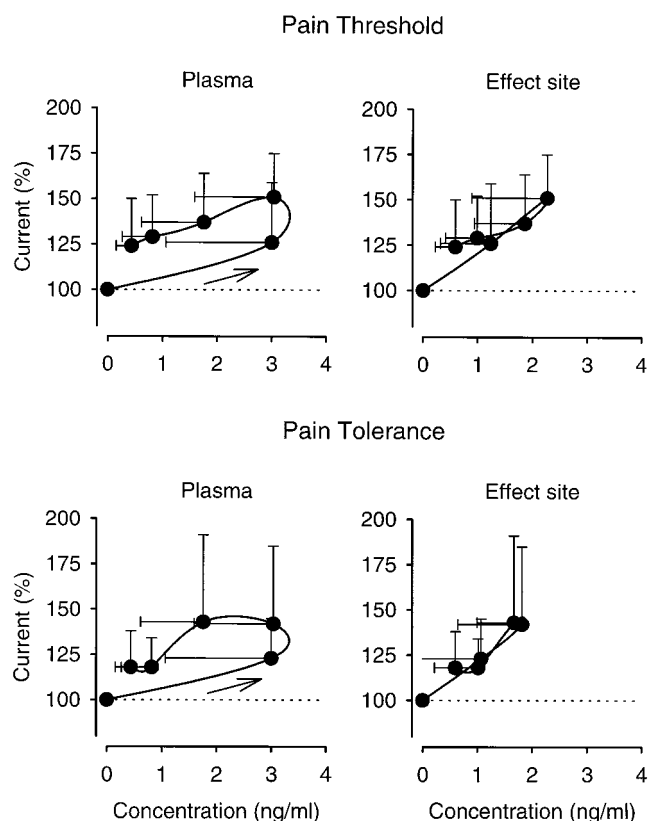 Pain Threshold
Plasma
Effect site
Current (%)
200
175
150
125
100
0 1 2 3 4
200
175
150
125
100
0 1 2 3 4
Pain Tolerance
Plasma
Effect site
Current (%)
200
175
150
125
100
0 1 2 3 4
Concentration (ng/ml)
200
175
150
125
100
0 1 2 3 4
Concentration (ng/ml)